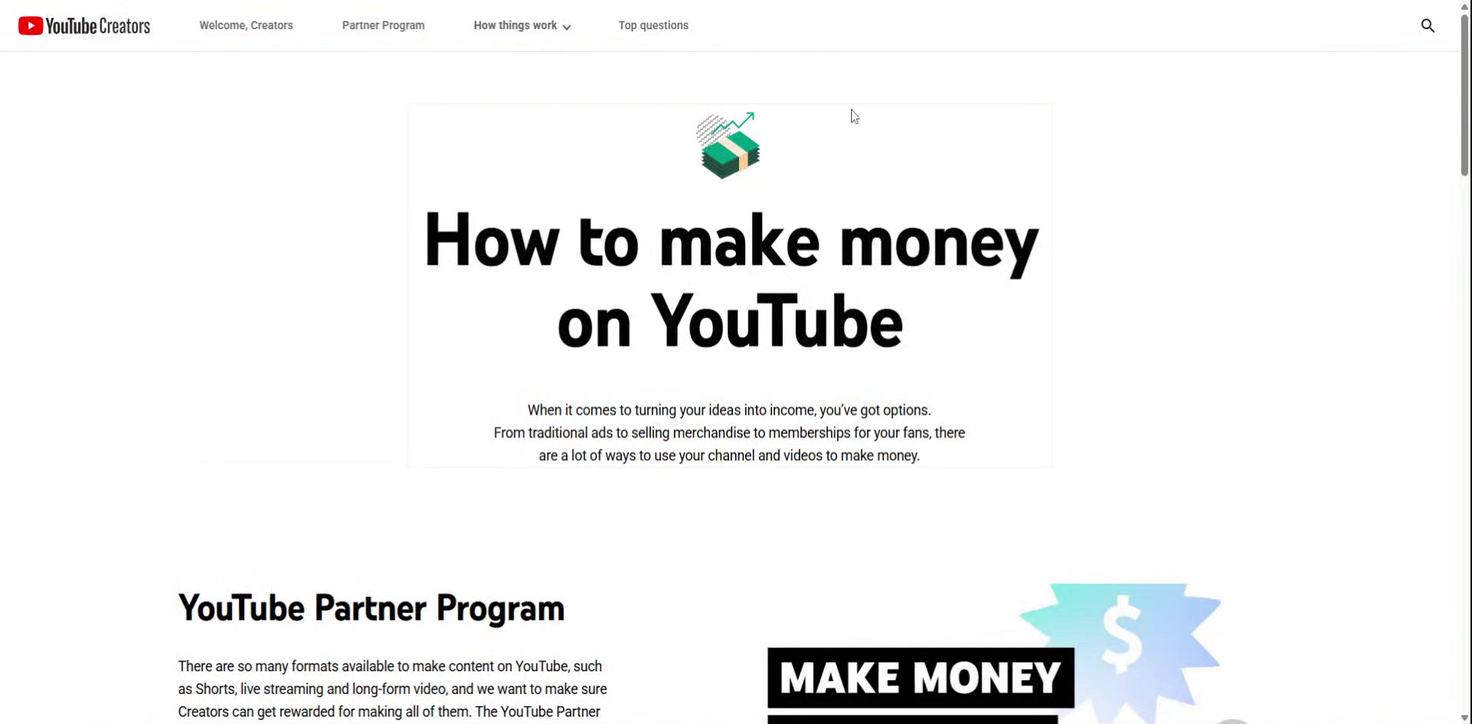 YouTube Creators
Welcome, Creators
Partner Program
How things work
Top questions
How to make money
on YouTube
When it comes to turning your ideas into income, you’ve got options.
From traditional ads to selling merchandise to memberships for your fans, there
are a lot of ways to use your channel and videos to make money.
YouTube Partner Program
There are so many formats available to make content on YouTube, such
as Shorts, live streaming and long-form video, and we want to make sure
Creators can get rewarded for making all of them. The YouTube Partner
$
MAKE MONEY